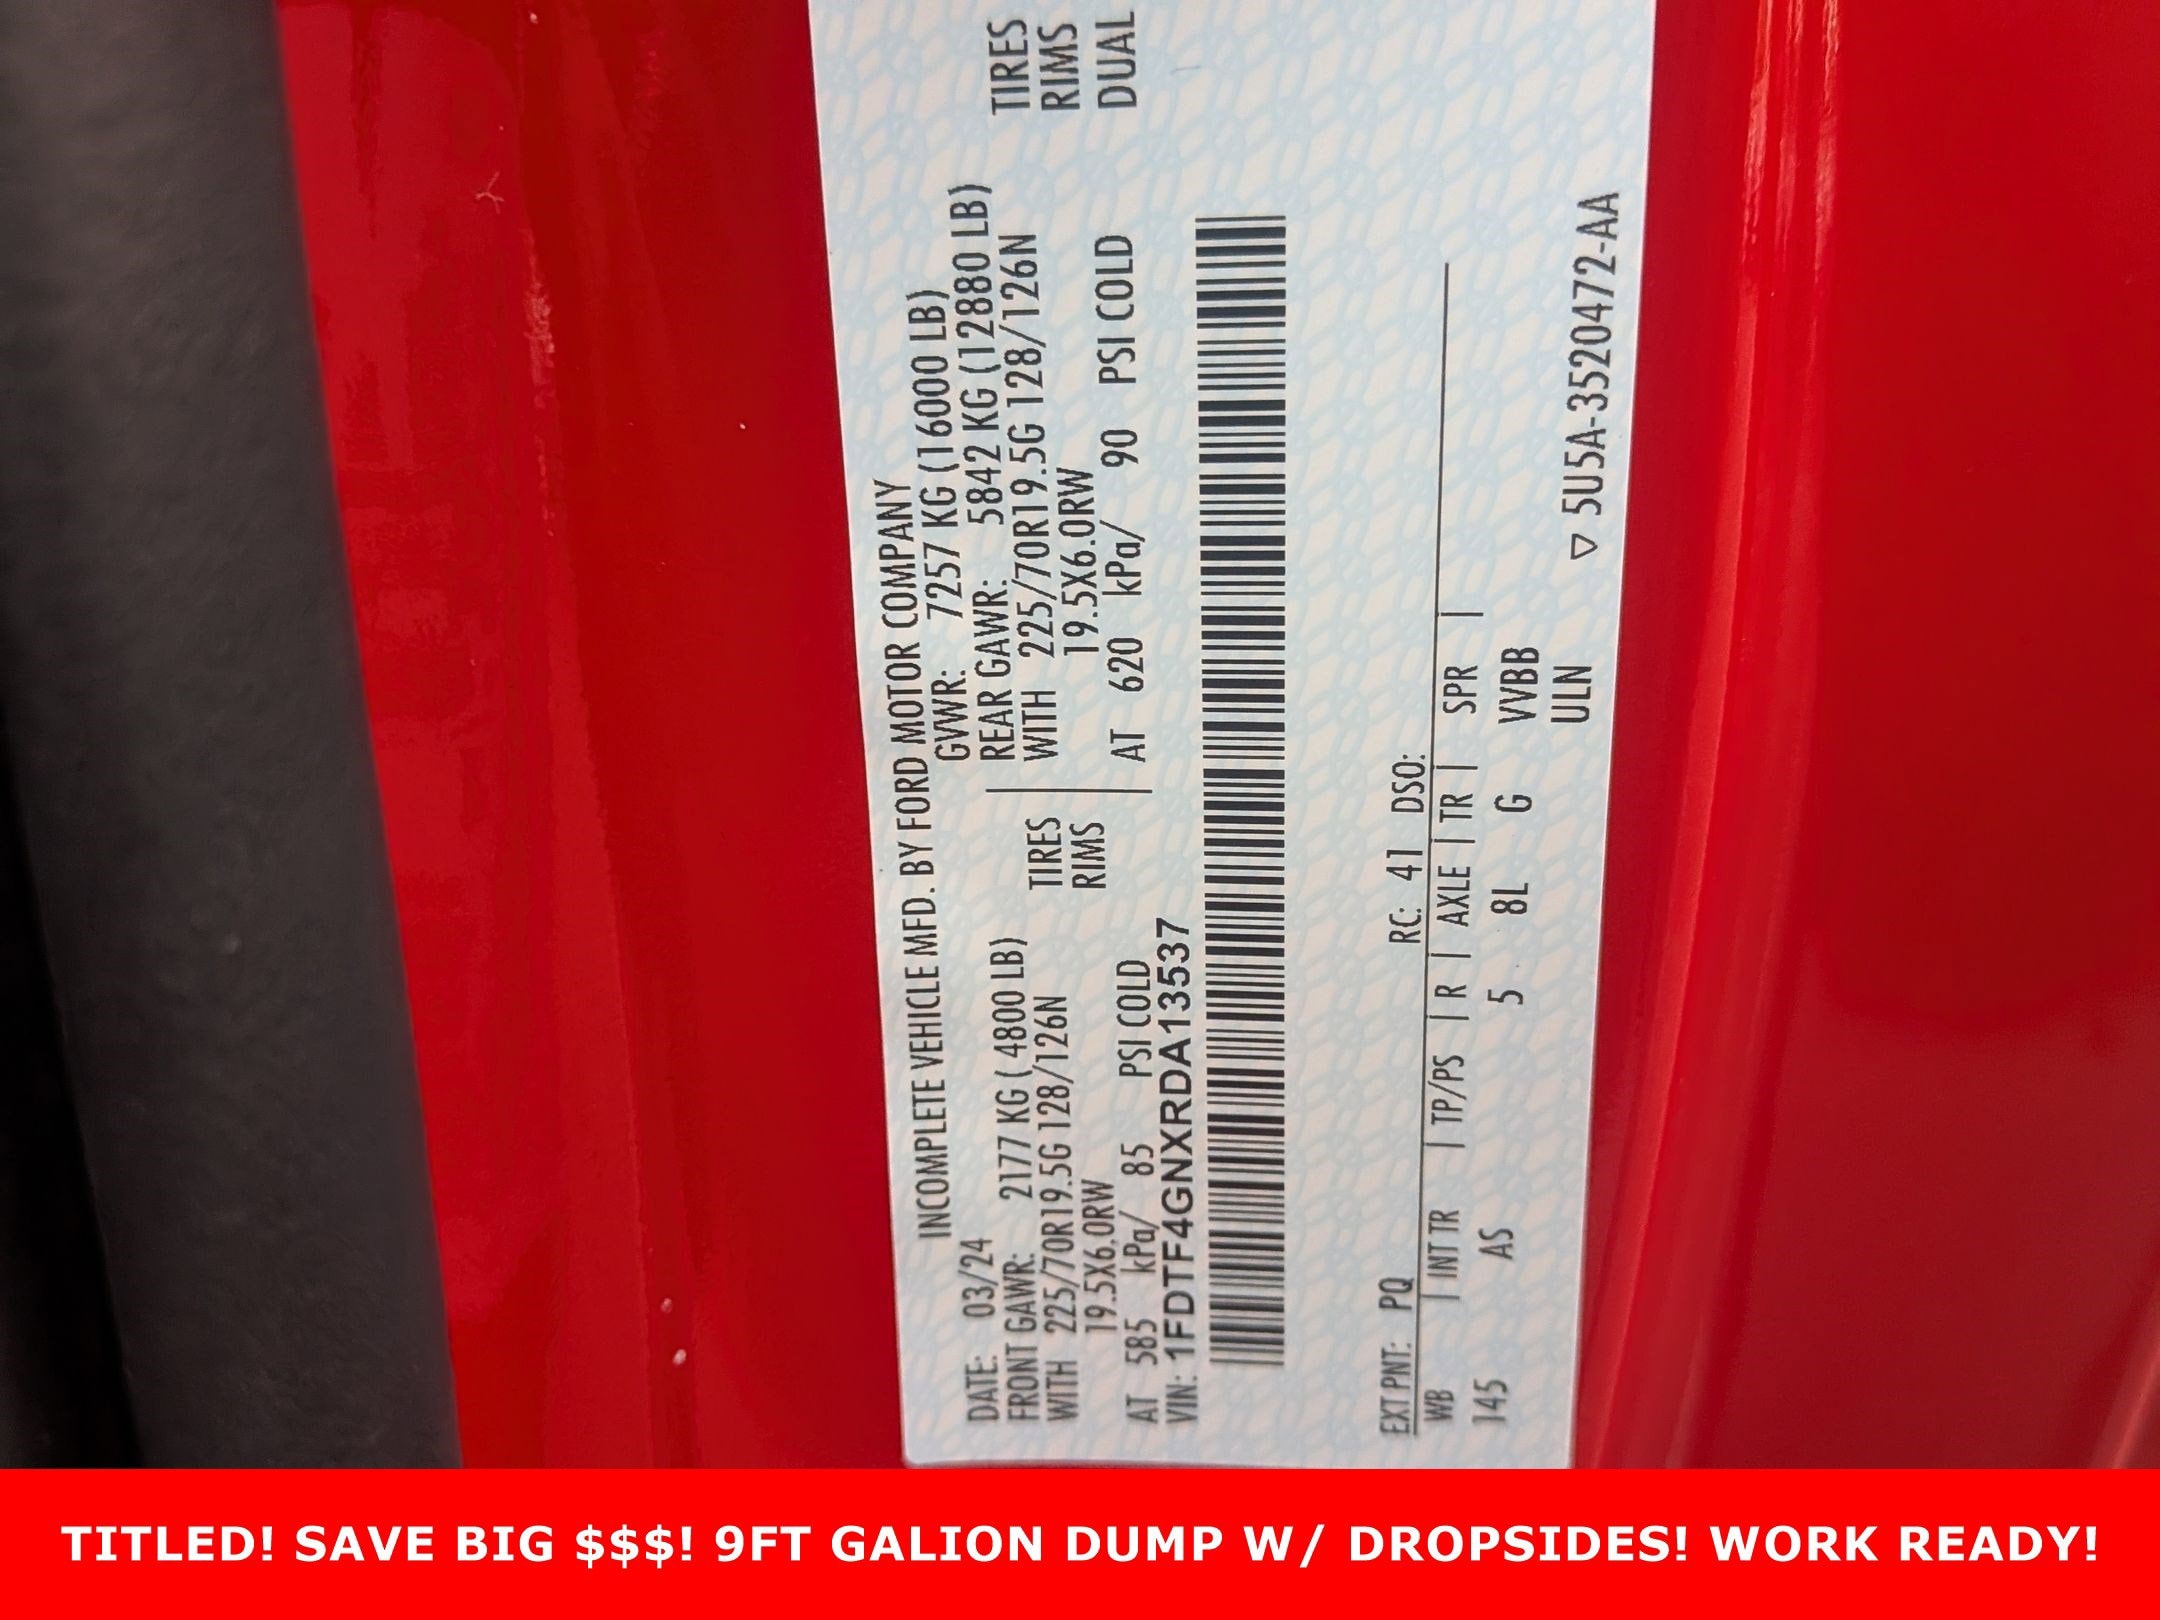 INCOMPLETE VEHICLE MFD. BY FORD MOTOR COMPANY
DATE: 03/24 GVWR: 7257 KG (16000 LB)
FRONT GAWR: 2177 KG ( 4800 LB) REAR GAWR: 5842 KG (12880 LB)
WITH 225/70R19.5G 128/126N TIRES WITH 225/70R19.5G 128/126N TIRES
19.5X6.0RW RIMS 19.5X6.0RW RIMS
AT 585 kPa/ 85 PSI COLD AT 620 kPa/ 90 PSI COLD DUAL
VIN: 1FDTF4GNXRDA13537
EXT PNT: PQ RC: 41 DSO:
WB | INT TR | TP/PS | R | AXLE | TR | SPR |
145 AS 5 8L G VVBB
ULN
▽ 5U5A-3520472-AA
TITLED! SAVE BIG $$$! 9FT GALION DUMP W/ DROPSIDES! WORK READY!